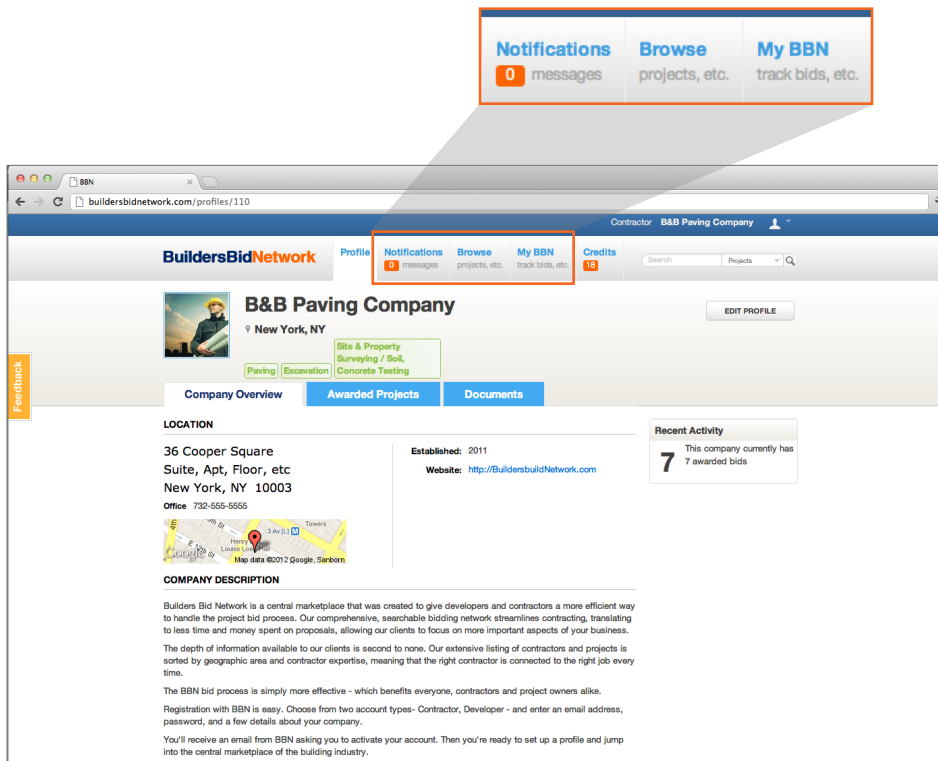 Notifications
0 messages
Browse
projects, etc.
My BBN
track bids, etc.
BBN
buildersbidnetwork.com/profiles/110
Contractor B&B Paving Company
BuildersBidNetwork
Profile
Notifications
0 messages
Browse
projects, etc.
My BBN
track bids, etc.
Credits
18
Search
Projects
B&B Paving Company
EDIT PROFILE
New York, NY
Paving
Excavation
Site & Property
Surveying / Soil,
Concrete Testing
Feedback
Company Overview
Awarded Projects
Documents
LOCATION
36 Cooper Square
Suite, Apt, Floor, etc
New York, NY 10003
Office 732-555-5555
Established: 2011
Website: http://BuildersbuildNetwork.com
Recent Activity
7
This company currently has
7 awarded bids
Towers
3 Av [L] M
Henry
E 12th St
Google
Map data ©2012 Google, Sanborn
COMPANY DESCRIPTION
Builders Bid Network is a central marketplace that was created to give developers and contractors a more efficient way
to handle the project bid process. Our comprehensive, searchable bidding network streamlines contracting, translating
to less time and money spent on proposals, allowing our clients to focus on more important aspects of your business.
The depth of information available to our clients is second to none. Our extensive listing of contractors and projects is
sorted by geographic area and contractor expertise, meaning that the right contractor is connected to the right job every
time.
The BBN bid process is simply more effective - which benefits everyone, contractors and project owners alike.
Registration with BBN is easy. Choose from two account types- Contractor, Developer - and enter an email address,
password, and a few details about your company.
You'll receive an email from BBN asking you to activate your account. Then you're ready to set up a profile and jump
into the central marketplace of the building industry.